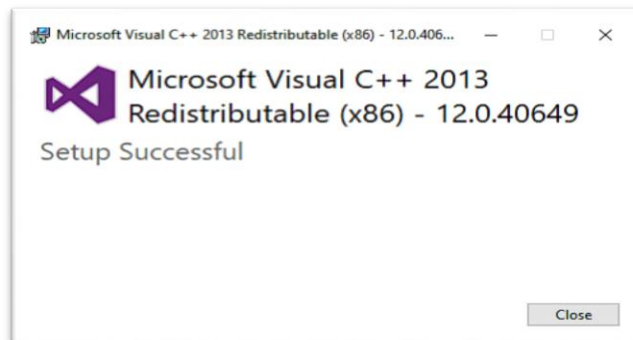 Microsoft Visual C++ 2013 Redistributable (x86) - 12.0.406...
Microsoft Visual C++ 2013
Redistributable (x86) - 12.0.40649
Setup Successful
Close